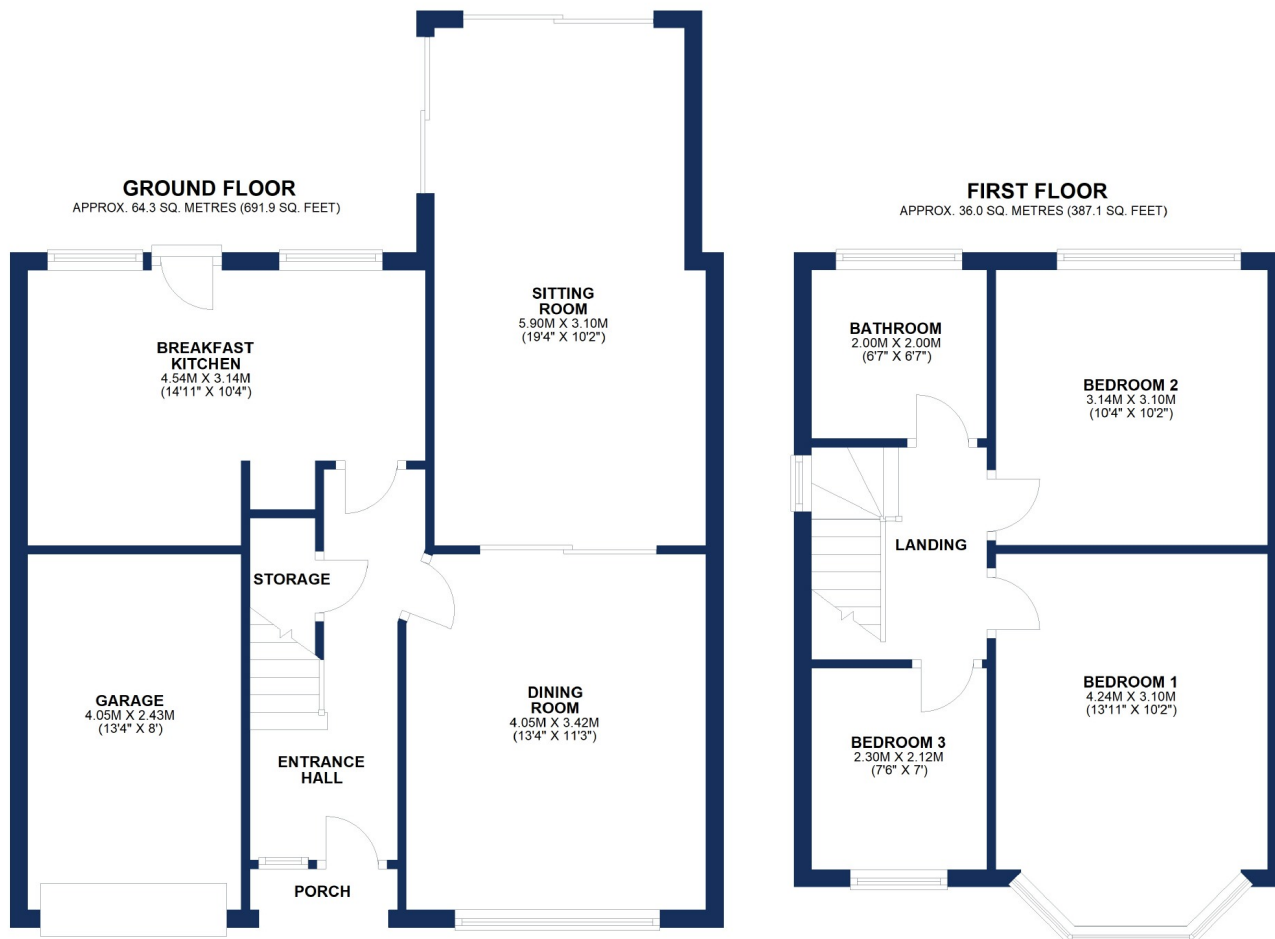 GROUND FLOOR
APPROX. 64.3 SQ. METRES (691.9 SQ. FEET)
SITTING
ROOM
5.90M X 3.10M
(19'4" X 10'2")
BREAKFAST
KITCHEN
4.54M X 3.14M
(14'11" X 10'4")
STORAGE
GARAGE
4.05M X 2.43M
(13'4" X 8')
DINING
ROOM
4.05M X 3.42M
(13'4" X 11'3")
ENTRANCE
HALL
PORCH
FIRST FLOOR
APPROX. 36.0 SQ. METRES (387.1 SQ. FEET)
BATHROOM
2.00M X 2.00M
(6'7" X 6'7")
BEDROOM 2
3.14M X 3.10M
(10'4" X 10'2")
LANDING
BEDROOM 1
4.24M X 3.10M
(13'11" X 10'2")
BEDROOM 3
2.30M X 2.12M
(7'6" X 7')